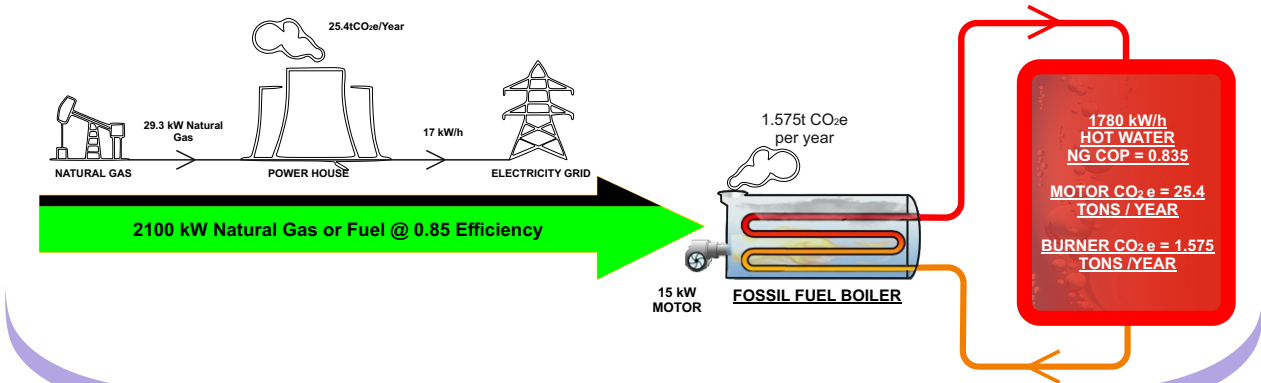 25.4tCO₂e/Year
29.3 kW Natural
Gas
17 kW/h
NATURAL GAS
POWER HOUSE
ELECTRICITY GRID
2100 kW Natural Gas or Fuel @ 0.85 Efficiency
1.575t CO₂e
per year
15 kW
MOTOR
FOSSIL FUEL BOILER
1780 kW/h
HOT WATER
NG COP = 0.835
MOTOR CO₂ e = 25.4
TONS / YEAR
BURNER CO₂ e = 1.575
TONS /YEAR